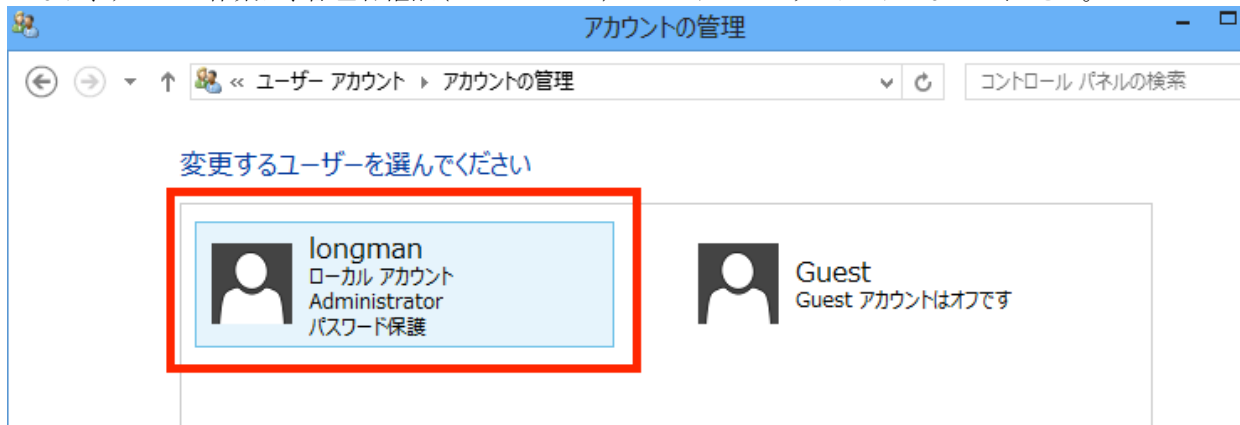 アカウントの管理
« ユーザー アカウント ▸ アカウントの管理
コントロール パネルの検索
変更するユーザーを選んでください
longman
ローカル アカウント
Administrator
パスワード保護
Guest
Guest アカウントはオフです